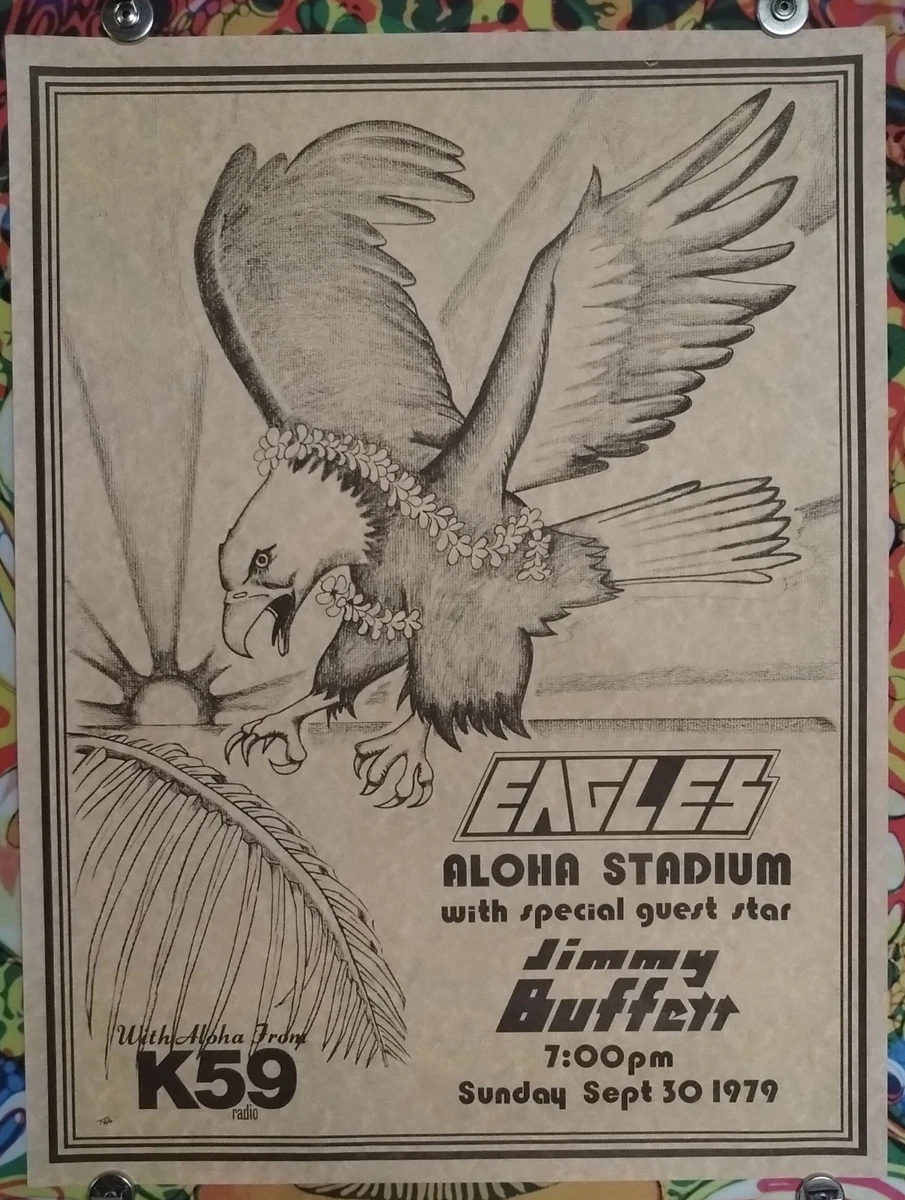 EAGLES
ALOHA STADIUM
with special guest star
Jimmy
Buffett
7:00pm
Sunday Sept 30 1979
With Aloha From
K59
radio